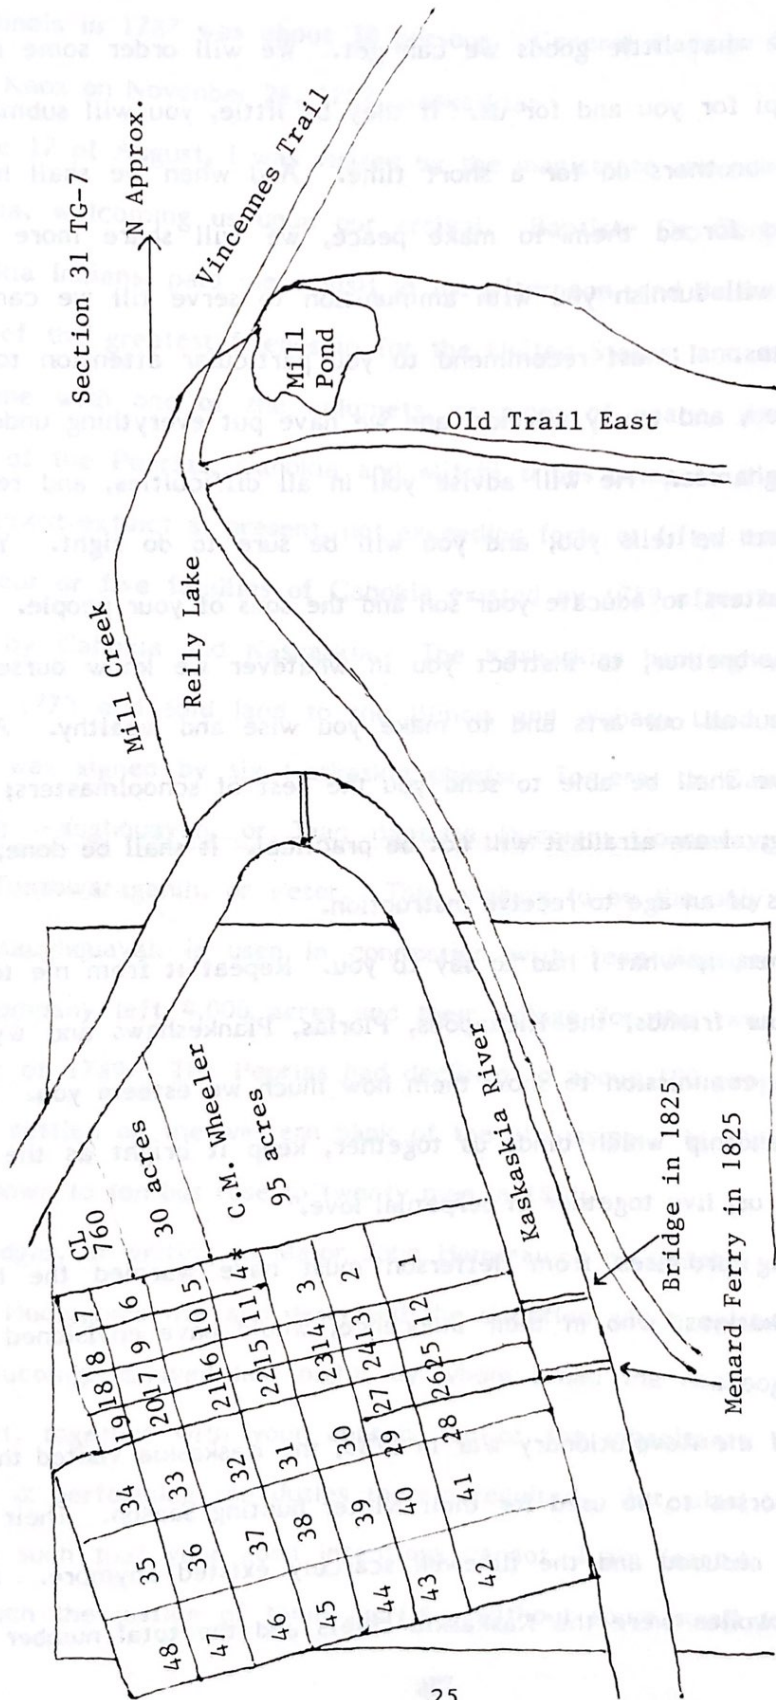 Section 31 TG-7
N Approx.
Vincennes Trail
Mill
Pond
Old Trail East
Mill Creek
Reilly Lake
Kaskaskia River
C.M. Wheeler
95 acres
30 acres
CL
760
48 35 34 19 18 8 7
47 36 33 20 17 9 6
46 37 32 21 16 10 5
45 38 31 22 15 11 4*
44 39 30 23 14 3
43 40 29 27 24 13 2
42 41 28 26 25 12
Bridge in 1825
Menard Ferry in 1825
25